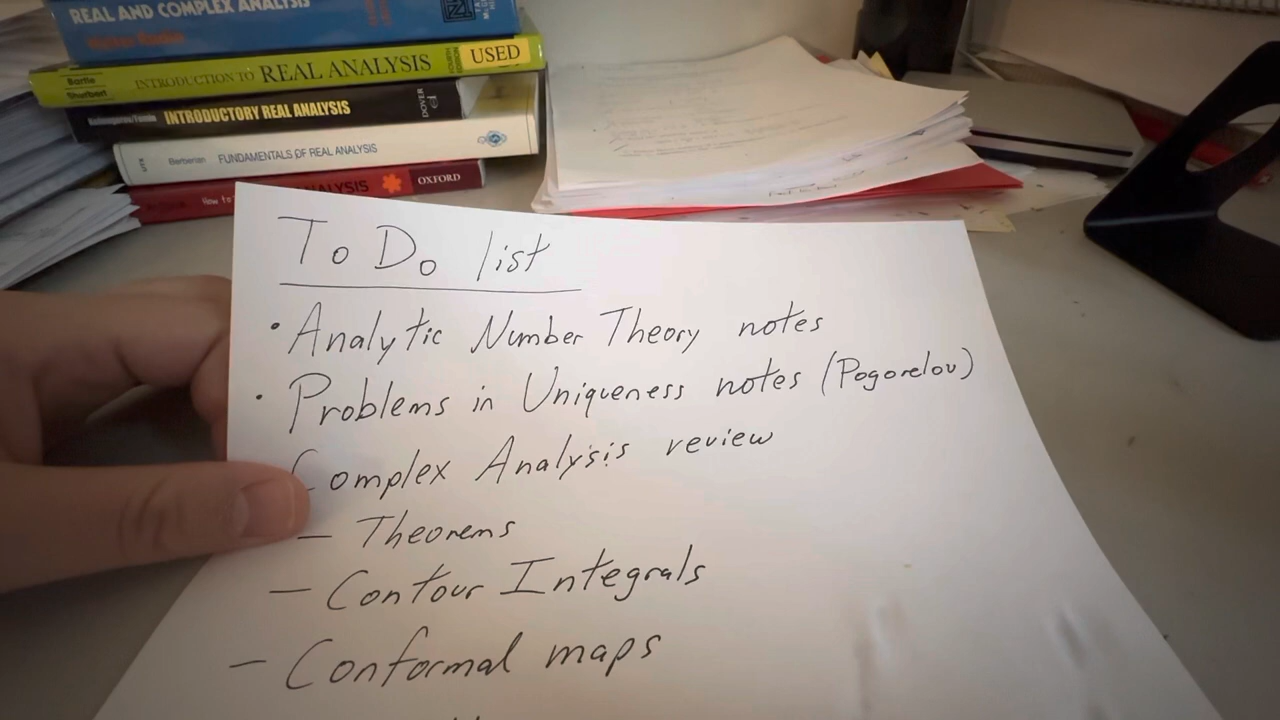 REAL AND COMPLEX ANALYSIS
Bartle
Sherbert
INTRODUCTION TO REAL ANALYSIS
USED
INTRODUCTORY REAL ANALYSIS
DOVER
Berberian
FUNDAMENTALS OF REAL ANALYSIS
How to
ANALYSIS
OXFORD
To Do list
• Analytic Number Theory notes
• Problems in Uniqueness notes (Pogorelov)
Complex Analysis review
— Theorems
— Contour Integrals
— Conformal maps